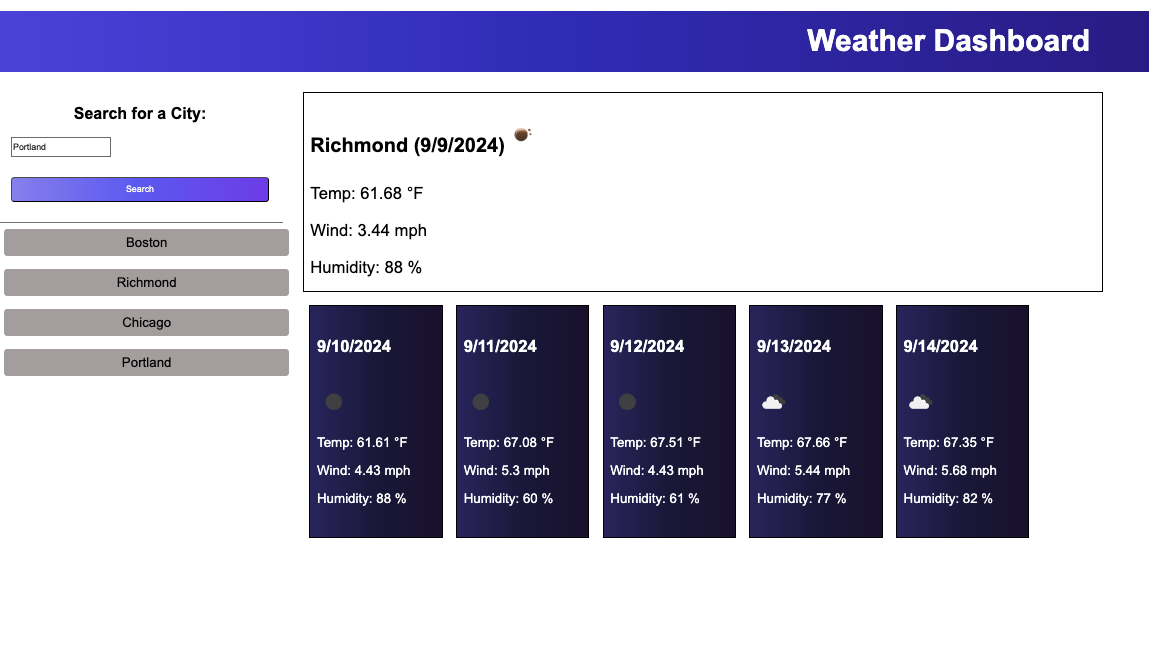 Weather Dashboard
Search for a City:
Portland
Search
Boston
Richmond
Chicago
Portland
Richmond (9/9/2024)
Temp: 61.68 °F
Wind: 3.44 mph
Humidity: 88 %
9/10/2024
Temp: 61.61 °F
Wind: 4.43 mph
Humidity: 88 %
9/11/2024
Temp: 67.08 °F
Wind: 5.3 mph
Humidity: 60 %
9/12/2024
Temp: 67.51 °F
Wind: 4.43 mph
Humidity: 61 %
9/13/2024
Temp: 67.66 °F
Wind: 5.44 mph
Humidity: 77 %
9/14/2024
Temp: 67.35 °F
Wind: 5.68 mph
Humidity: 82 %